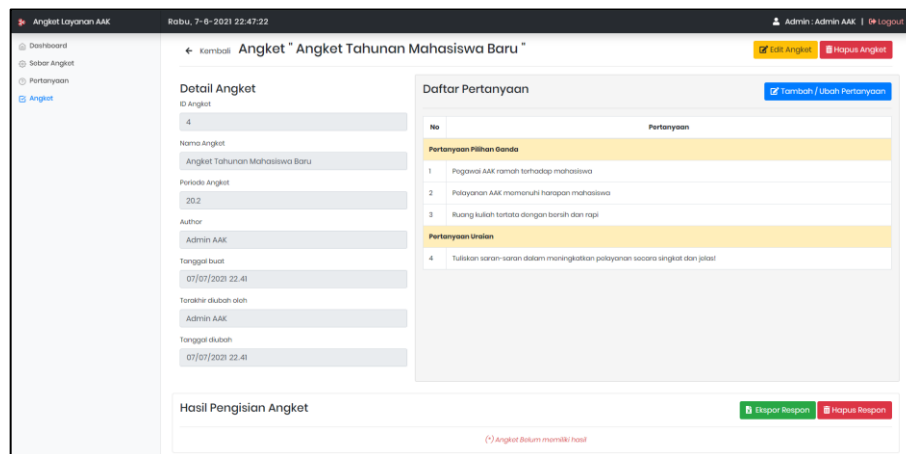 Angket Layanan AAK
Rabu, 7-6-2021 22:47:22
Admin : Admin AAK | Logout
Dashboard
Sebar Angket
Pertanyaan
Angket
← Kembali Angket " Angket Tahunan Mahasiswa Baru "
Edit Angket
Hapus Angket
Detail Angket
ID Angket
4
Nama Angket
Angket Tahunan Mahasiswa Baru
Periode Angket
20.2
Author
Admin AAK
Tanggal buat
07/07/2021 22.41
Terakhir diubah oleh
Admin AAK
Tanggal diubah
07/07/2021 22.41
Daftar Pertanyaan
Tambah / Ubah Pertanyaan
No Pertanyaan
Pertanyaan Pilihan Ganda
1 Pegawai AAK ramah terhadap mahasiswa
2 Pelayanan AAK memenuhi harapan mahasiswa
3 Ruang kuliah tertata dengan bersih dan rapi
Pertanyaan Uraian
4 Tuliskan saran-saran dalam meningkatkan pelayanan secara singkat dan jelas!
Hasil Pengisian Angket
Ekspor Respon
Hapus Respon
(*) Angket Belum memiliki hasil